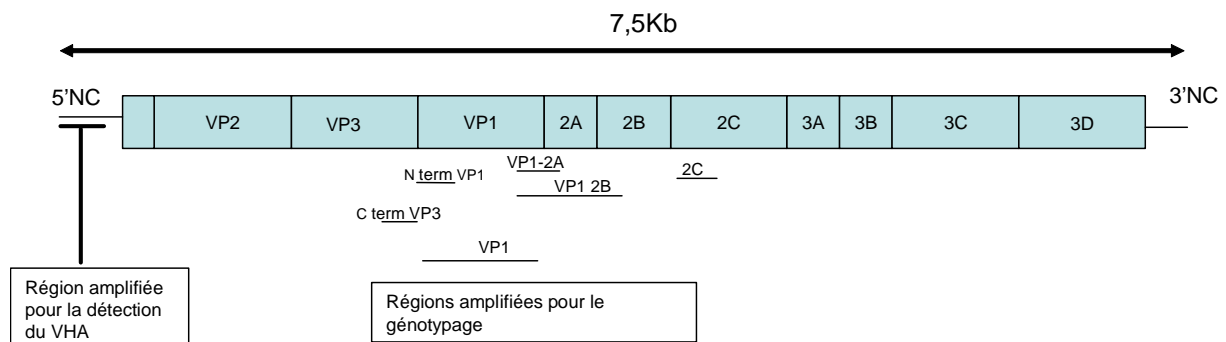 7,5Kb
5'NC
3'NC
VP2 VP3 VP1 2A 2B 2C 3A 3B 3C 3D
VP1-2A
N term VP1
2C
VP1 2B
C term VP3
VP1
Région amplifiée
pour la détection
du VHA
Régions amplifiées pour le
génotypage